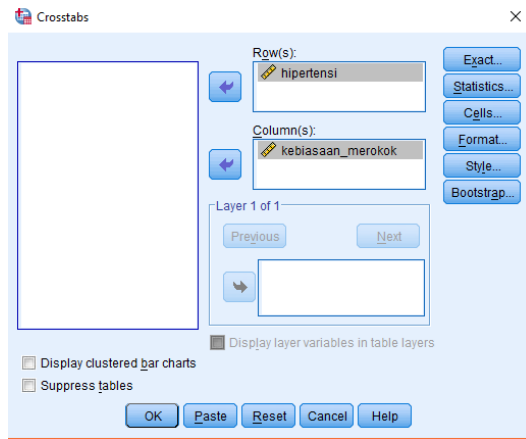 Crosstabs
Row(s):
hipertensi
Column(s):
kebiasaan_merokok
Layer 1 of 1
Previous
Next
Display layer variables in table layers
Exact...
Statistics...
Cells...
Format...
Style...
Bootstrap...
Display clustered bar charts
Suppress tables
OK Paste Reset Cancel Help